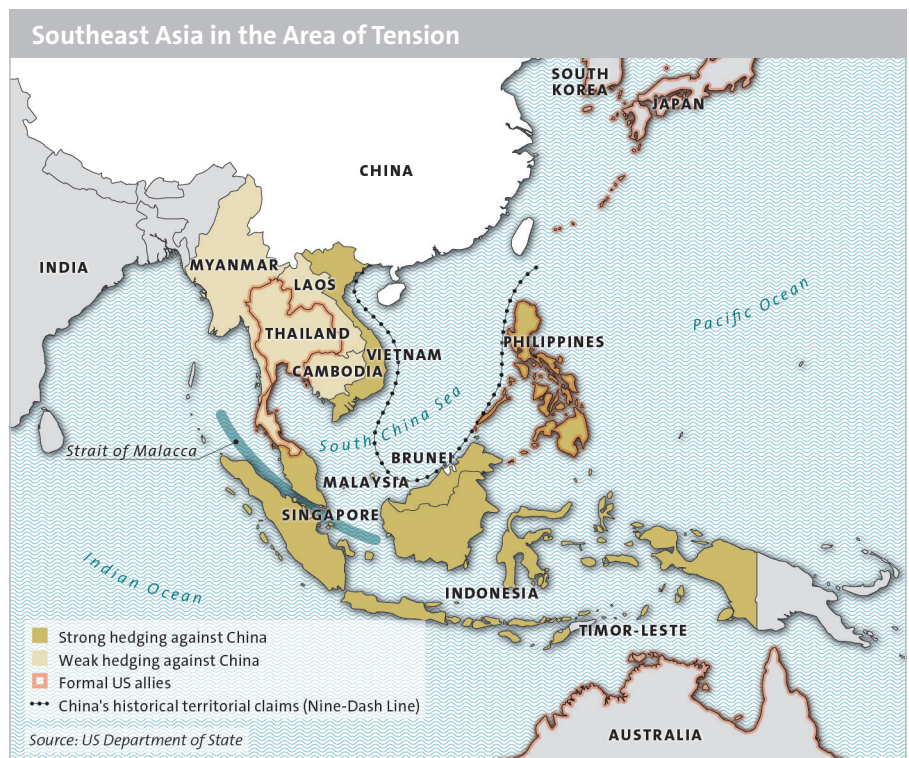 Southeast Asia in the Area of Tension
SOUTH
KOREA
JAPAN
CHINA
INDIA
MYANMAR
LAOS
Pacific Ocean
THAILAND
PHILIPPINES
VIETNAM
CAMBODIA
South China Sea
Strait of Malacca
BRUNEI
MALAYSIA
SINGAPORE
Indian Ocean
INDONESIA
TIMOR-LESTE
Strong hedging against China
Weak hedging against China
Formal US allies
China's historical territorial claims (Nine-Dash Line)
AUSTRALIA
Source: US Department of State